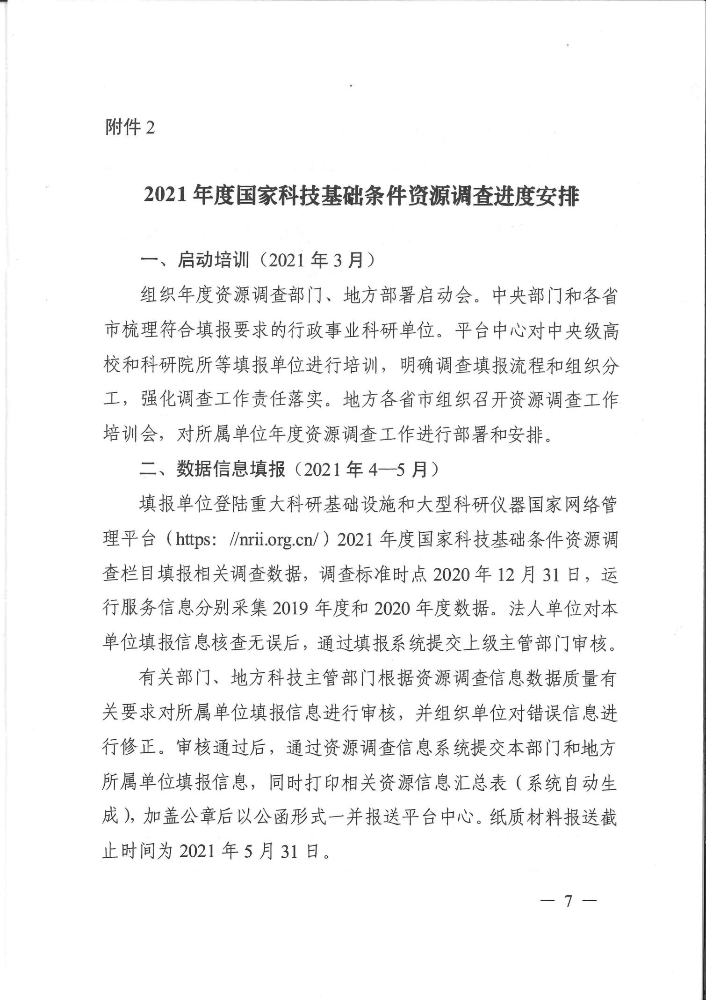 附件 2
2021 年度国家科技基础条件资源调查进度安排
一、启动培训（2021 年 3 月）
组织年度资源调查部门、地方部署启动会。中央部门和各省
市梳理符合填报要求的行政事业科研单位。平台中心对中央级高
校和科研院所等填报单位进行培训，明确调查填报流程和组织分
工，强化调查工作责任落实。地方各省市组织召开资源调查工作
培训会，对所属单位年度资源调查工作进行部署和安排。
二、数据信息填报（2021 年 4—5 月）
填报单位登陆重大科研基础设施和大型科研仪器国家网络管
理平台（https：//nrii.org.cn/）2021 年度国家科技基础条件资源调
查栏目填报相关调查数据，调查标准时点 2020 年 12 月 31 日，运
行服务信息分别采集 2019 年度和 2020 年度数据。法人单位对本
单位填报信息核查无误后，通过填报系统提交上级主管部门审核。
有关部门、地方科技主管部门根据资源调查信息数据质量有
关要求对所属单位填报信息进行审核，并组织单位对错误信息进
行修正。审核通过后，通过资源调查信息系统提交本部门和地方
所属单位填报信息，同时打印相关资源信息汇总表（系统自动生
成），加盖公章后以公函形式一并报送平台中心。纸质材料报送截
止时间为 2021 年 5 月 31 日。
— 7 —